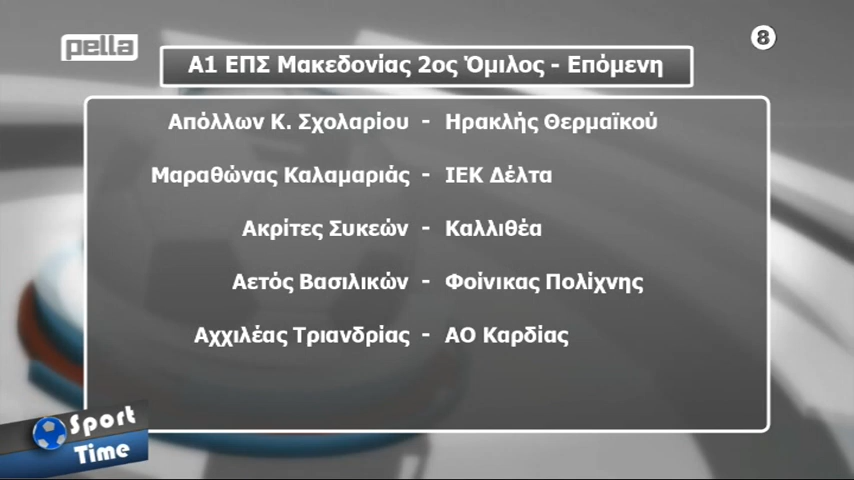 pella
8
Α1 ΕΠΣ Μακεδονίας 2ος Όμιλος - Επόμενη
Απόλλων Κ. Σχολαρίου - Ηρακλής Θερμαϊκού
Μαραθώνας Καλαμαριάς - ΙΕΚ Δέλτα
Ακρίτες Συκεών - Καλλιθέα
Αετός Βασιλικών - Φοίνικας Πολίχνης
Αχχιλέας Τριανδρίας - ΑΟ Καρδίας
Sport
Time